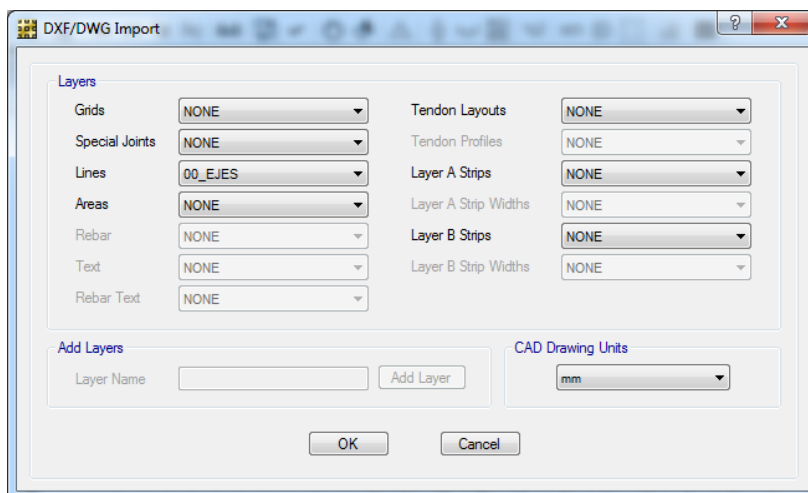 DXF/DWG Import
?
Layers
Grids NONE Tendon Layouts NONE
Special Joints NONE Tendon Profiles NONE
Lines 00_EJES Layer A Strips NONE
Areas NONE Layer A Strip Widths NONE
Rebar NONE Layer B Strips NONE
Text NONE Layer B Strip Widths NONE
Rebar Text NONE
Add Layers CAD Drawing Units
Layer Name Add Layer mm
OK Cancel